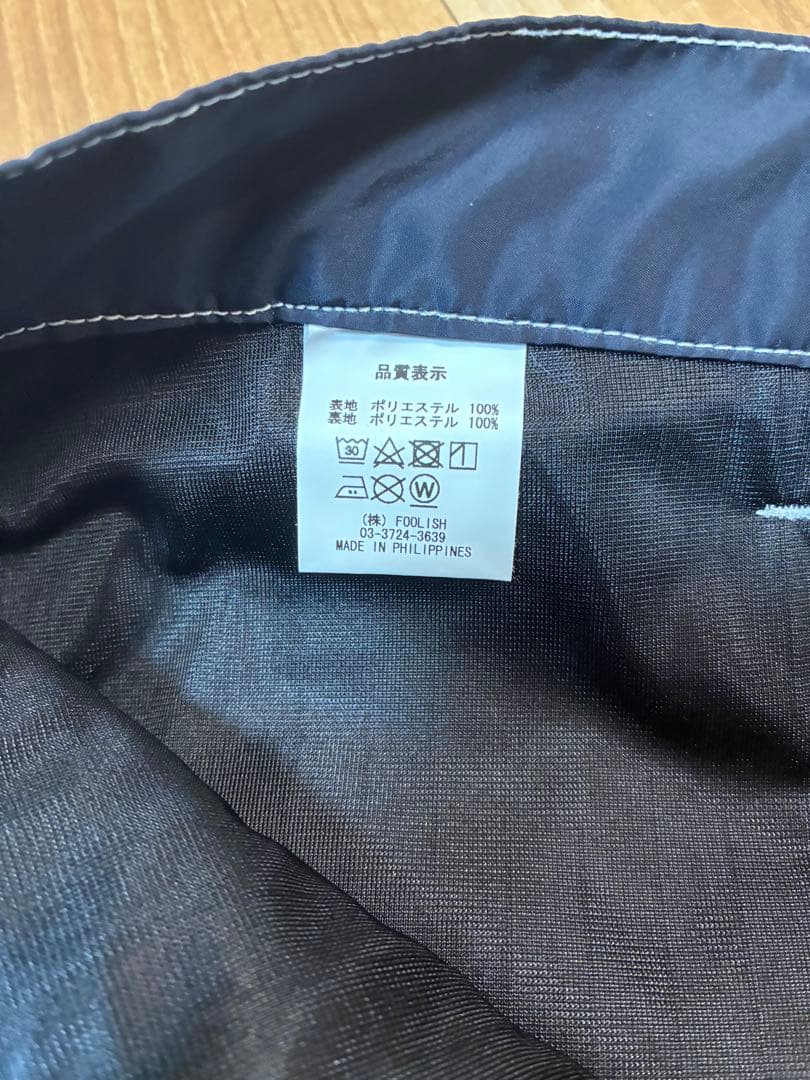 品質表示
表地 ポリエステル 100%
裏地 ポリエステル 100%
30
W
(株) FOOLISH
03-3724-3639
MADE IN PHILIPPINES